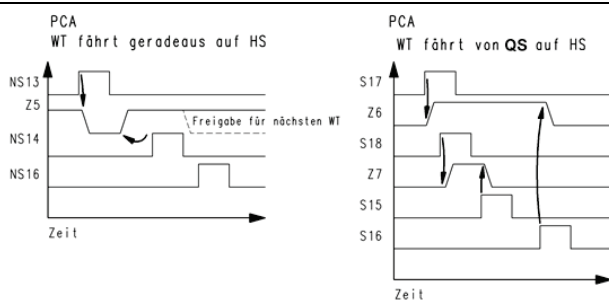 PCA
WT fährt geradeaus auf HS
NS13
Z5
Freigabe für nächsten WT
NS14
NS16
Zeit
PCA
WT fährt von QS auf HS
S17
Z6
S18
Z7
S15
S16
Zeit